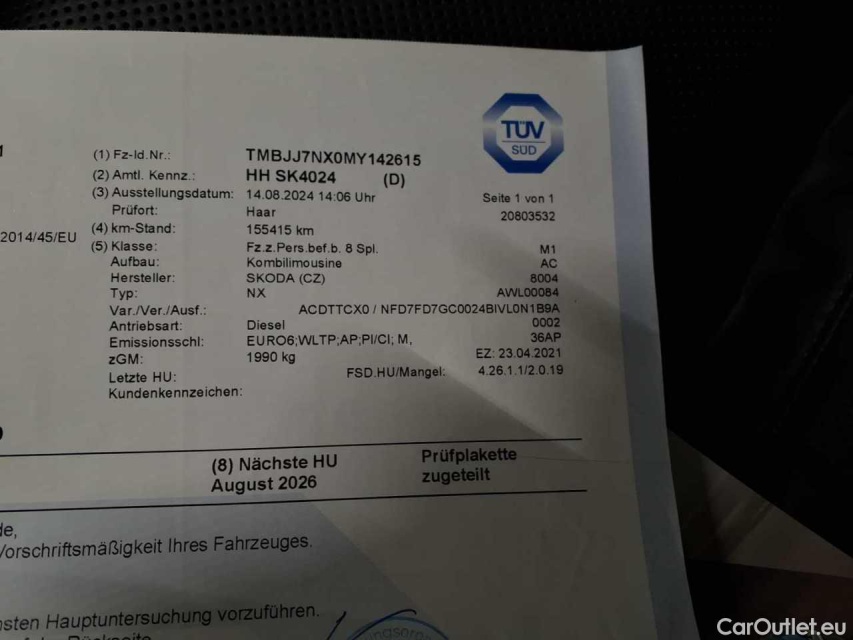 TÜV
SÜD
(1) Fz-Id.Nr.: TMBJJ7NX0MY142615
(2) Amtl. Kennz.: HH SK4024 (D)
(3) Ausstellungsdatum: 14.08.2024 14:06 Uhr Seite 1 von 1
Prüfort: Haar 20803532
2014/45/EU (4) km-Stand: 155415 km
(5) Klasse: Fz.z.Pers.bef.b. 8 Spl. M1
Aufbau: Kombilimousine AC
Hersteller: SKODA (CZ) 8004
Typ: NX AWL00084
Var./Ver./Ausf.: ACDTTCX0 / NFD7FD7GC0024BIVL0N1B9A
Antriebsart: Diesel 0002
Emissionsschl: EURO6;WLTP;AP;PI/CI; M, 36AP
zGM: 1990 kg EZ: 23.04.2021
Letzte HU: FSD.HU/Mangel: 4.26.1.1/2.0.19
Kundenkennzeichen:
(8) Nächste HU Prüfplakette
August 2026 zugeteilt
de,
Vorschriftsmäßigkeit Ihres Fahrzeuges.
sten Hauptuntersuchung vorzuführen.
Rückseite
CarOutlet.eu